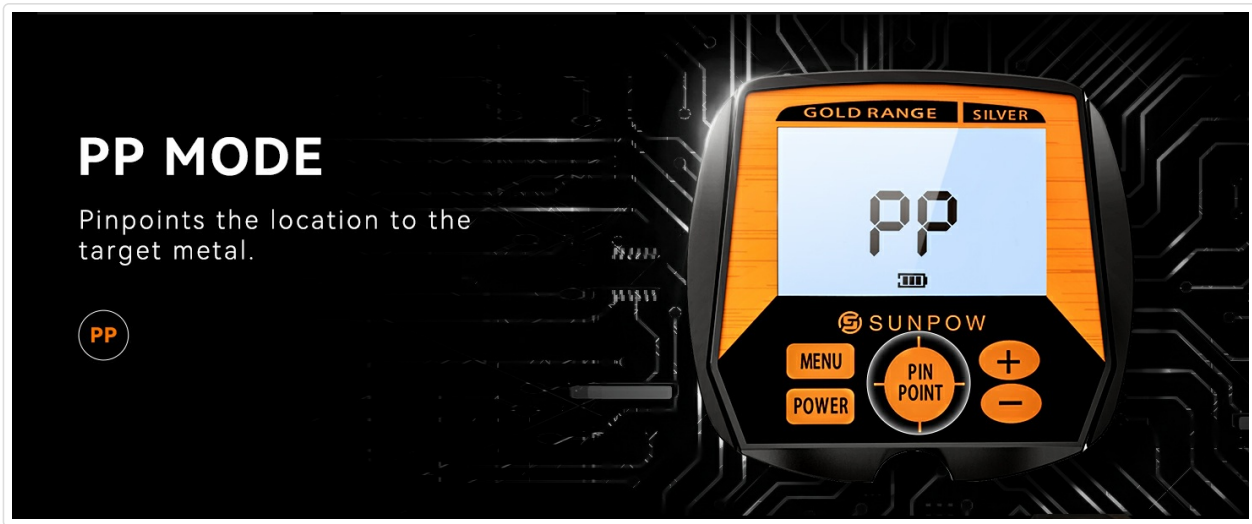 PP MODE
Pinpoints the location to the
target metal.
PP
GOLD RANGE SILVER
PP
SUNPOW
MENU
PIN
POINT
+
POWER
−